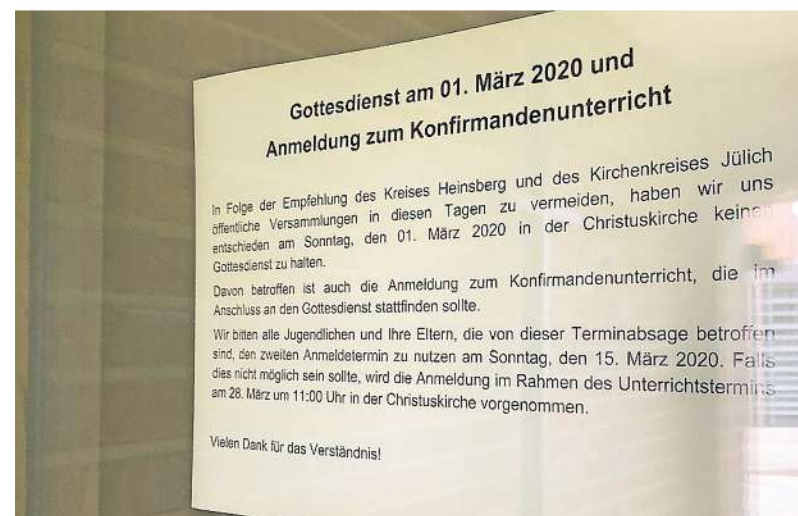 Gottesdienst am 01. März 2020 und
Anmeldung zum Konfirmandenunterricht
In Folge der Empfehlung des Kreises Heinsberg und des Kirchenkreises Jülich
öffentliche Versammlungen in diesen Tagen zu vermeiden, haben wir uns
entschieden am Sonntag, den 01. März 2020 in der Christuskirche keinen
Gottesdienst zu halten.
Davon betroffen ist auch die Anmeldung zum Konfirmandenunterricht, die im
Anschluss an den Gottesdienst stattfinden sollte.
Wir bitten alle Jugendlichen und Ihre Eltern, die von dieser Terminabsage betroffen
sind, den zweiten Anmeldetermin zu nutzen am Sonntag, den 15. März 2020. Falls
dies nicht möglich sein sollte, wird die Anmeldung im Rahmen des Unterrichtstermins
am 28. März um 11:00 Uhr in der Christuskirche vorgenommen.
Vielen Dank für das Verständnis!